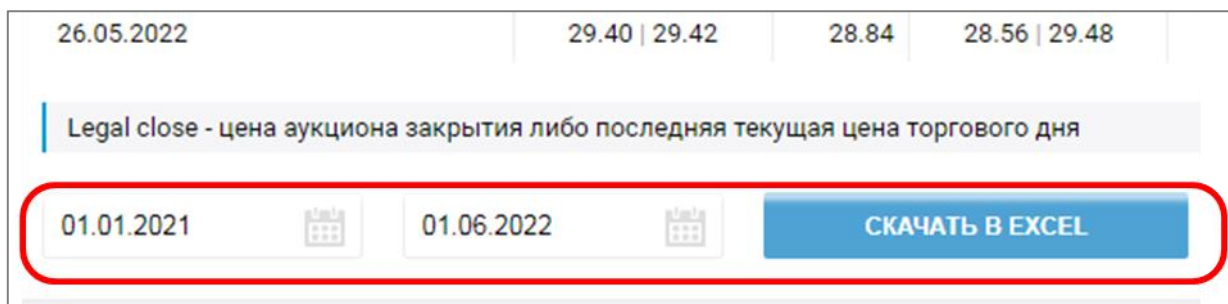 26.05.2022 29.40 | 29.42 28.84 28.56 | 29.48
Legal close - цена аукциона закрытия либо последняя текущая цена торгового дня
01.01.2021 01.06.2022 СКАЧАТЬ В EXCEL